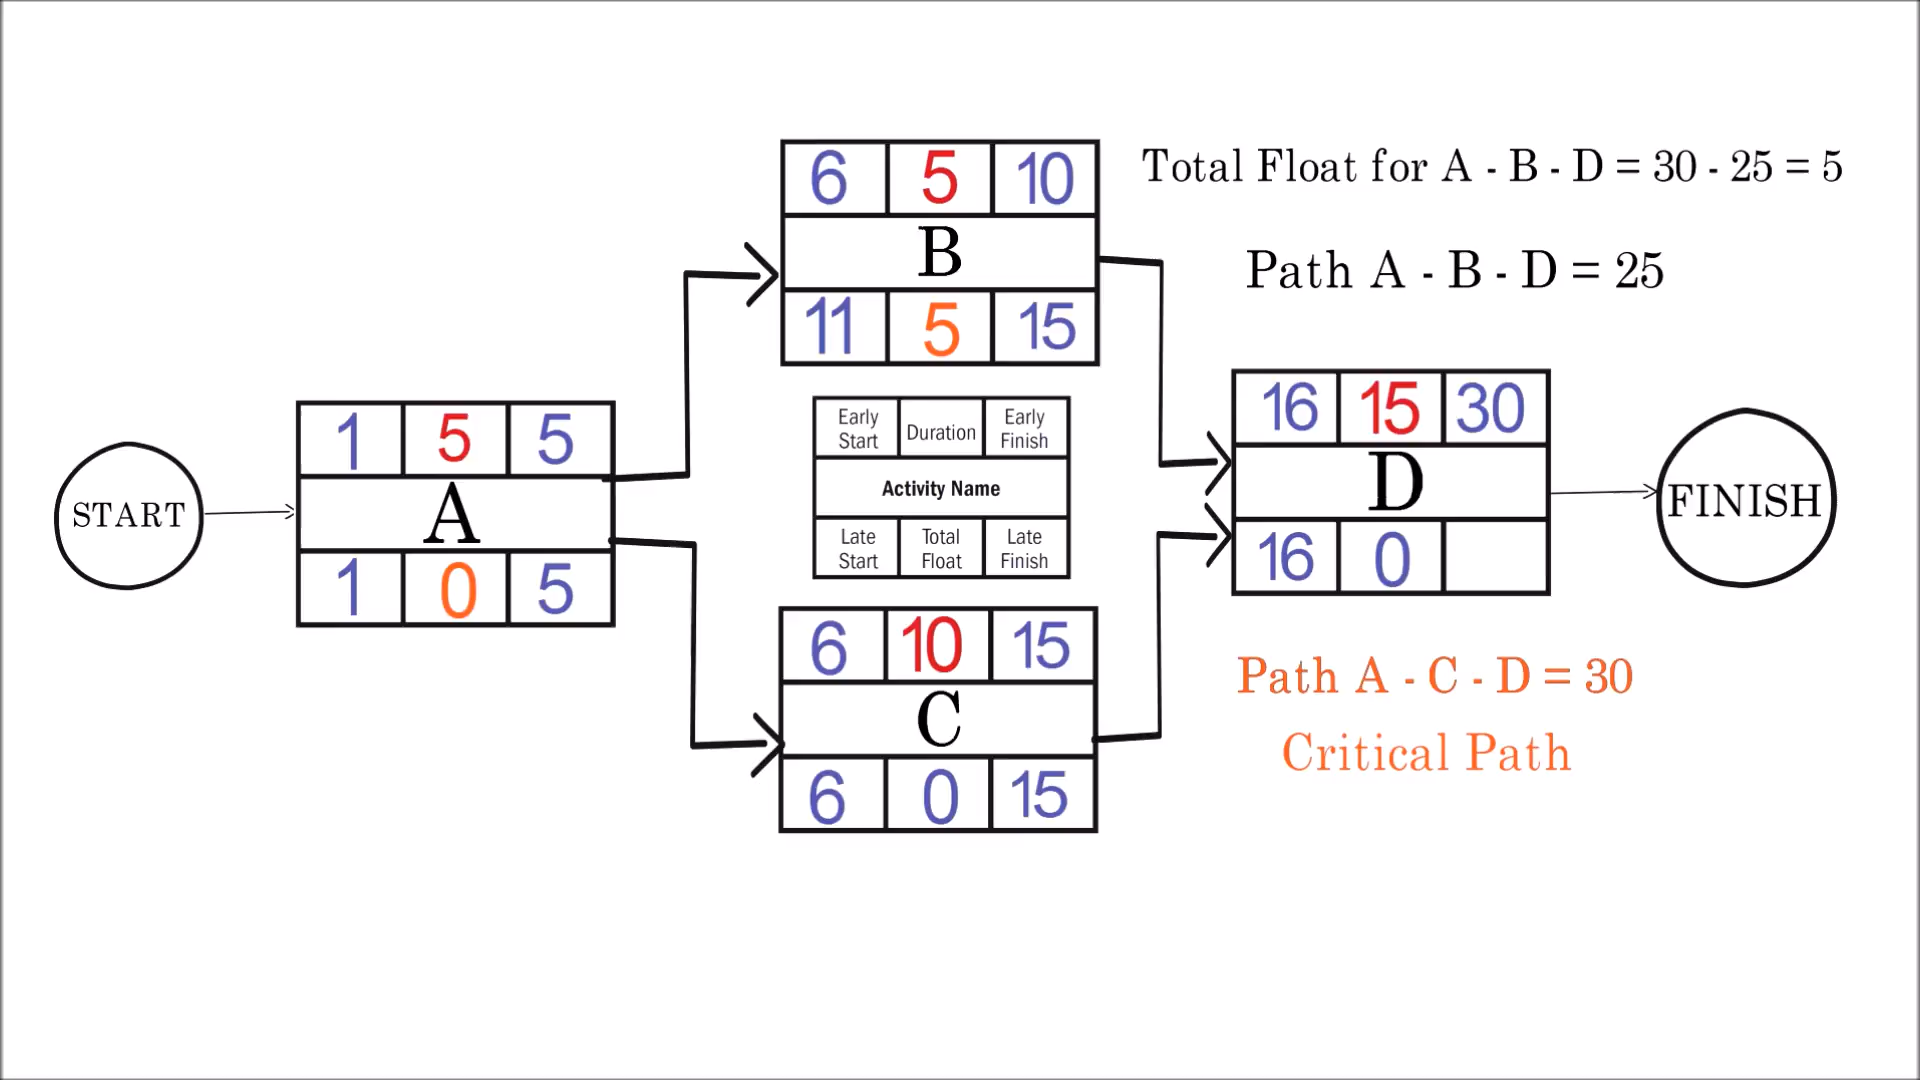 START
1 5 5
A
1 0 5
6 5 10
B
11 5 15
Early Start Duration Early Finish
Activity Name
Late Start Total Float Late Finish
6 10 15
C
6 0 15
Total Float for A - B - D = 30 - 25 = 5
Path A - B - D = 25
16 15 30
D
16 0
FINISH
Path A - C - D = 30
Critical Path